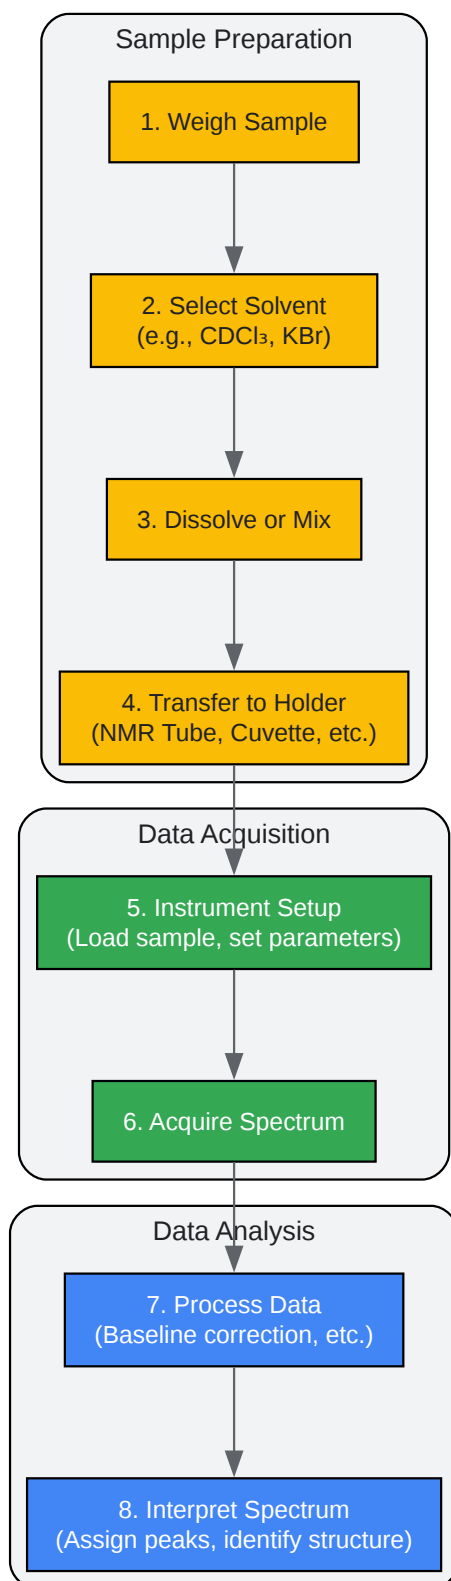 Sample Preparation
1. Weigh Sample
2. Select Solvent
(e.g., CDCl₃, KBr)
3. Dissolve or Mix
4. Transfer to Holder
(NMR Tube, Cuvette, etc.)
Data Acquisition
5. Instrument Setup
(Load sample, set parameters)
6. Acquire Spectrum
Data Analysis
7. Process Data
(Baseline correction, etc.)
8. Interpret Spectrum
(Assign peaks, identify structure)